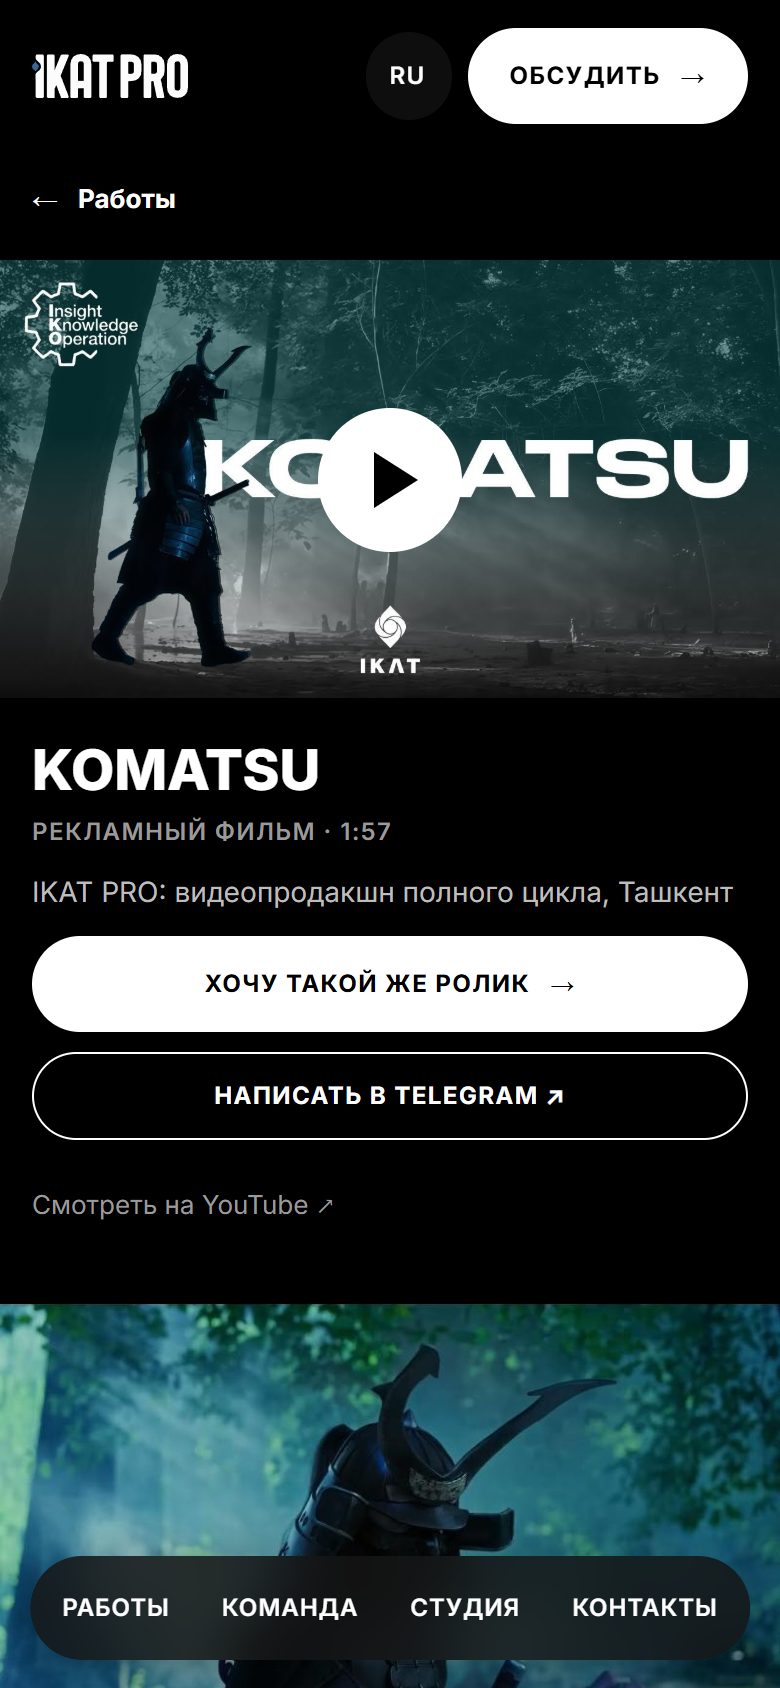 IKAT PRO
RU
ОБСУДИТЬ →
← Работы
Insight
Knowledge
Operation
KOMATSU
IKAT
KOMATSU
РЕКЛАМНЫЙ ФИЛЬМ · 1:57
IKAT PRO: видеопродакшн полного цикла, Ташкент
ХОЧУ ТАКОЙ ЖЕ РОЛИК →
НАПИСАТЬ В TELEGRAM ↗
Смотреть на YouTube ↗
РАБОТЫ КОМАНДА СТУДИЯ КОНТАКТЫ